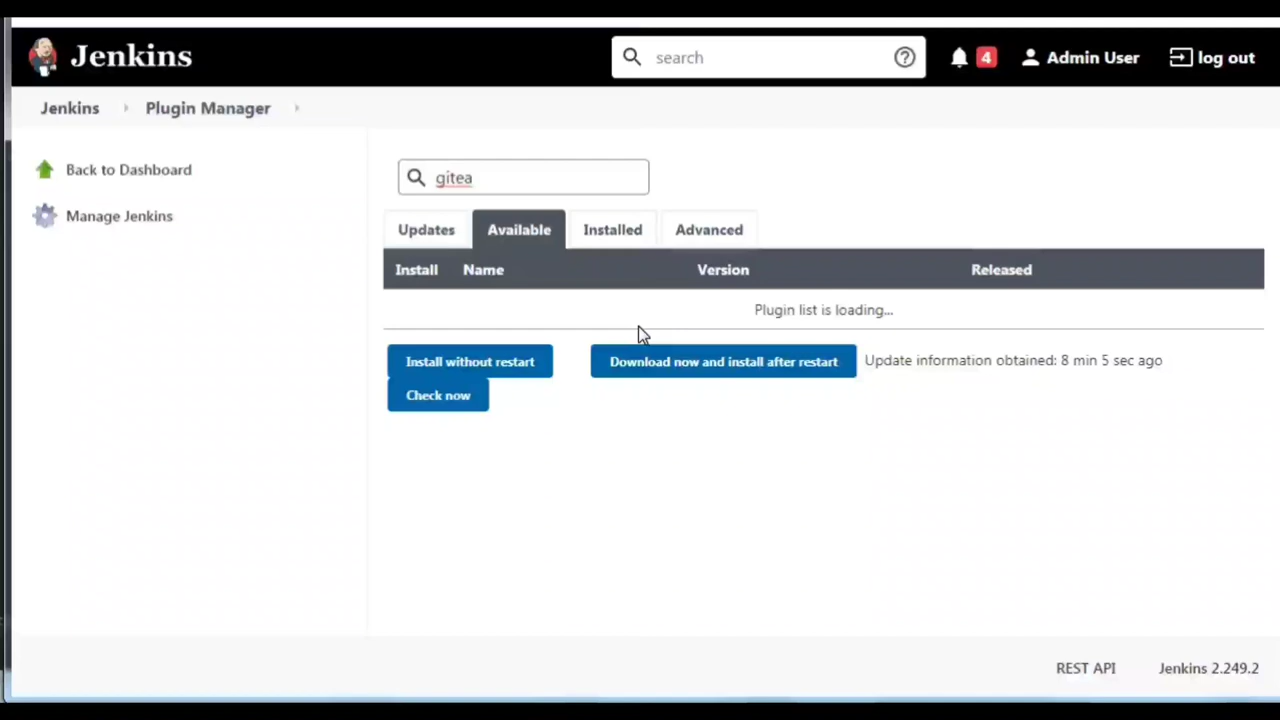 Jenkins
search
4
Admin User
log out
Jenkins
Plugin Manager
Back to Dashboard
Manage Jenkins
gitea
Updates
Available
Installed
Advanced
Install
Name
Version
Released
Plugin list is loading...
Install without restart
Download now and install after restart
Update information obtained: 8 min 5 sec ago
Check now
REST API
Jenkins 2.249.2